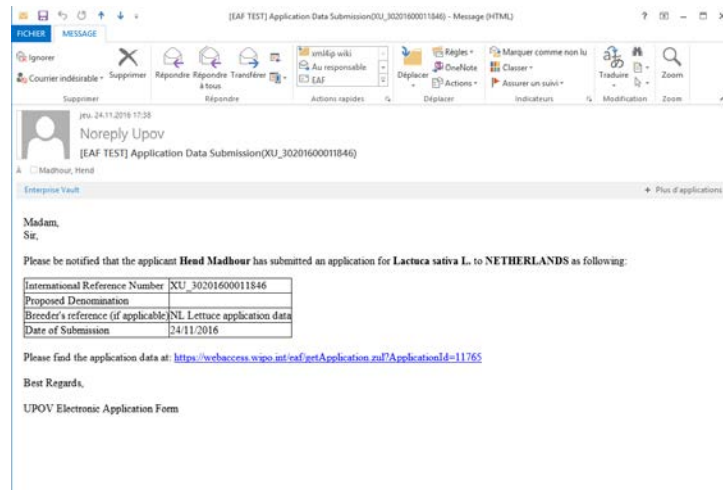 [EAF TEST] Application Data Submission(XU_30201600011846) - Message (HTML)
FICHIER MESSAGE
Ignorer
Courrier indésirable
Supprimer
Répondre Répondre à tous Transférer
xml4ip wiki
Au responsable
EAF
Déplacer
Règles
OneNote
Actions
Marquer comme non lu
Classer
Assurer un suivi
Traduire
Zoom
Supprimer Répondre Actions rapides Déplacer Indicateurs Modification Zoom
jeu. 24.11.2016 17:38
Noreply Upov
[EAF TEST] Application Data Submission(XU_30201600011846)
À Madhour, Hend
Enterprise Vault + Plus d'applications
Madam,
Sir,
Please be notified that the applicant Hend Madhour has submitted an application for Lactuca sativa L. to NETHERLANDS as following:
International Reference Number XU_30201600011846
Proposed Denomination
Breeder's reference (if applicable) NL Lettuce application data
Date of Submission 24/11/2016
Please find the application data at: https://webaccess.wipo.int/eaf/getApplication.zul?ApplicationId=11765
Best Regards,
UPOV Electronic Application Form